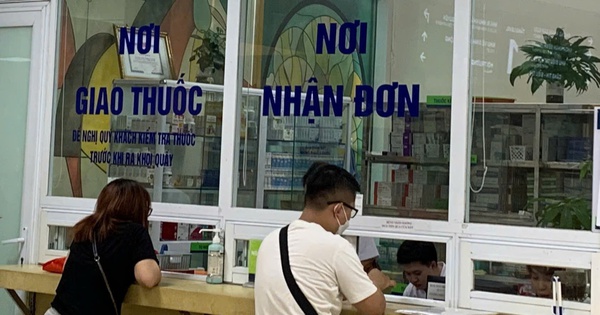 NƠI
GIAO THUỐC
ĐỀ NGHỊ QUÝ KHÁCH KIỂM TRA THUỐC
TRƯỚC KHI RA KHỎI QUẦY
NƠI
NHẬN ĐƠN